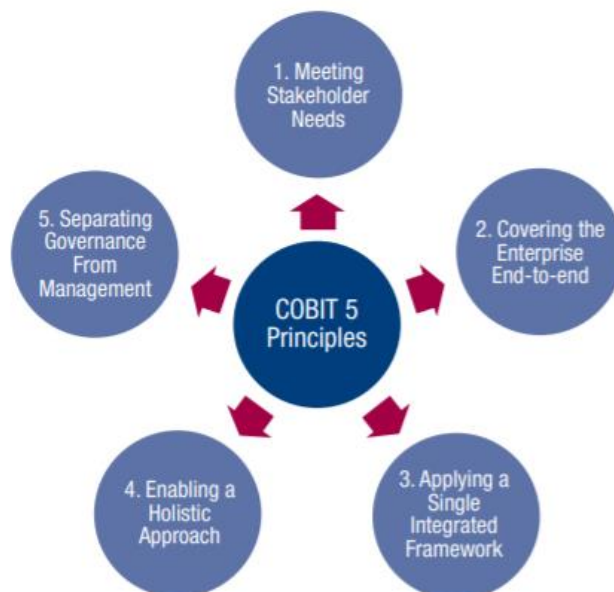 1. Meeting
Stakeholder
Needs
5. Separating
Governance
From
Management
2. Covering the
Enterprise
End-to-end
COBIT 5
Principles
4. Enabling a
Holistic
Approach
3. Applying a
Single
Integrated
Framework